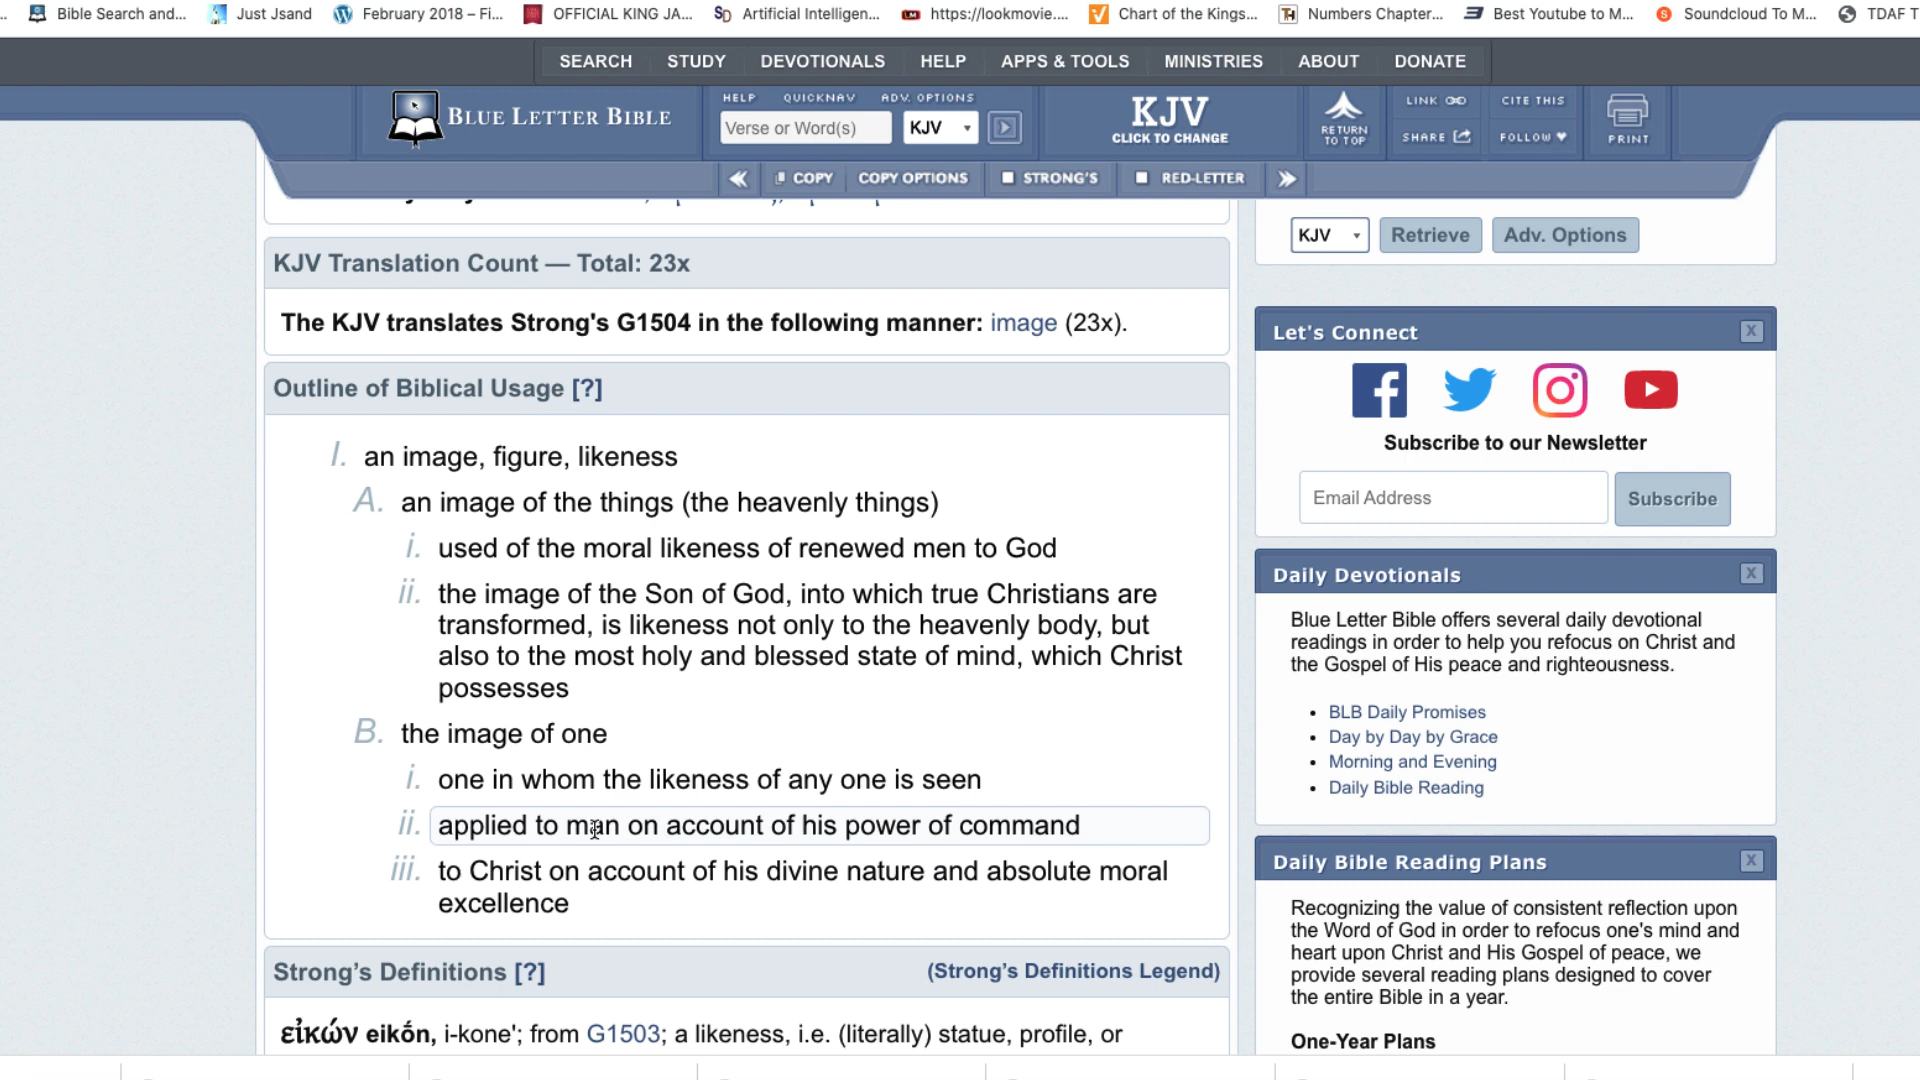 Bible Search and...
Just Jsand
February 2018 – Fi...
OFFICIAL KING JA...
Artificial Intelligen...
https://lookmovie....
Chart of the Kings...
Numbers Chapter...
Best Youtube to M...
Soundcloud To M...
TDAF T
SEARCH STUDY DEVOTIONALS HELP APPS & TOOLS MINISTRIES ABOUT DONATE
BLUE LETTER BIBLE
HELP QUICKNAV ADV. OPTIONS
Verse or Word(s)
KJV
KJV
CLICK TO CHANGE
RETURN
TO TOP
LINK
CITE THIS
SHARE
FOLLOW
PRINT
COPY COPY OPTIONS STRONG'S RED-LETTER
KJV Retrieve Adv. Options
KJV Translation Count — Total: 23x
The KJV translates Strong's G1504 in the following manner: image (23x).
Outline of Biblical Usage [?]
I. an image, figure, likeness
A. an image of the things (the heavenly things)
i. used of the moral likeness of renewed men to God
ii. the image of the Son of God, into which true Christians are
transformed, is likeness not only to the heavenly body, but
also to the most holy and blessed state of mind, which Christ
possesses
B. the image of one
i. one in whom the likeness of any one is seen
ii. applied to man on account of his power of command
iii. to Christ on account of his divine nature and absolute moral
excellence
Strong's Definitions [?]
(Strong's Definitions Legend)
εἰκών eikṓn, i-kone'; from G1503; a likeness, i.e. (literally) statue, profile, or
Let's Connect
X
Subscribe to our Newsletter
Email Address
Subscribe
Daily Devotionals
X
Blue Letter Bible offers several daily devotional
readings in order to help you refocus on Christ and
the Gospel of His peace and righteousness.
• BLB Daily Promises
• Day by Day by Grace
• Morning and Evening
• Daily Bible Reading
Daily Bible Reading Plans
X
Recognizing the value of consistent reflection upon
the Word of God in order to refocus one's mind and
heart upon Christ and His Gospel of peace, we
provide several reading plans designed to cover
the entire Bible in a year.
One-Year Plans